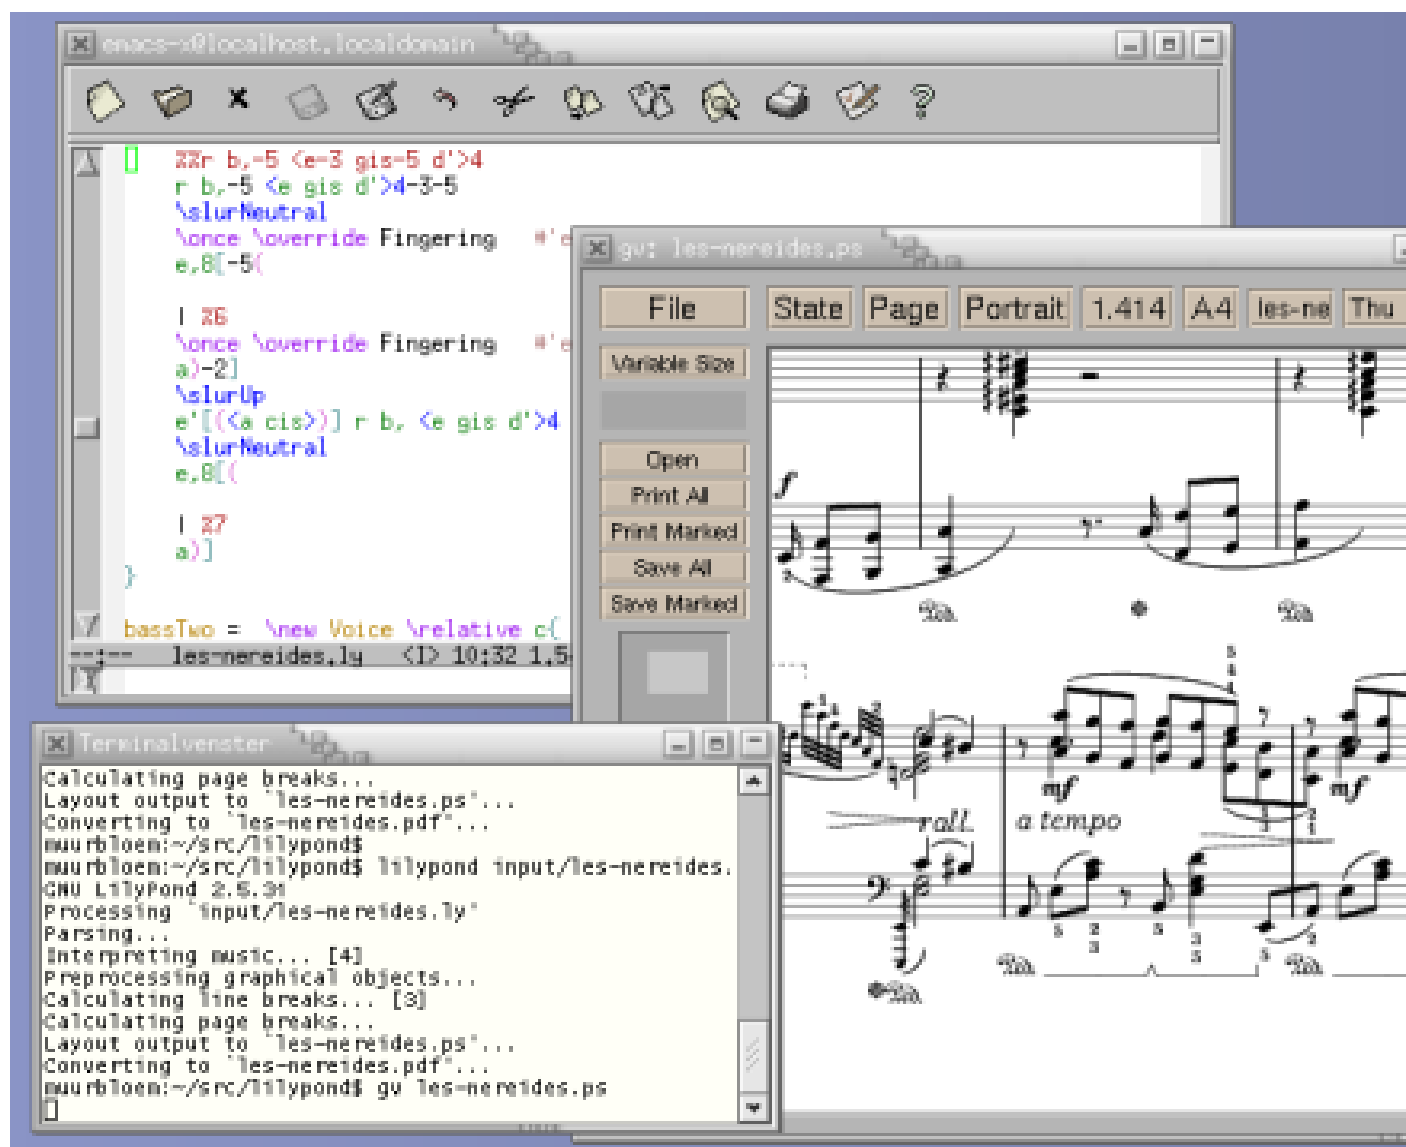 emacs-x@localhost.localdomain
%%r b,-5 <e-3 gis-5 d'>4
r b,-5 <e gis d'>4-3-5
\slurNeutral
\once \override Fingering #'e
e,8[-5(
| %6
\once \override Fingering #'e
a)-2]
\slurUp
e'[(<a cis>)] r b, <e gis d'>4
\slurNeutral
e,8[(
| %7
a)]
}
bassTwo = \new Voice \relative c{
--:-- les-nereides.ly <I> 10:32 1.5
gv: les-nereides.ps
File State Page Portrait 1.414 A4 les-ne Thu
Variable Size
Open
Print All
Print Marked
Save All
Save Marked
f
mf mf
rall. a tempo
Terminalvenster
Calculating page breaks...
Layout output to `les-nereides.ps'...
Converting to `les-nereides.pdf'...
muurbloem:~/src/lilypond$
muurbloem:~/src/lilypond$ lilypond input/les-nereides.
GNU LilyPond 2.5.31
Processing `input/les-nereides.ly'
Parsing...
Interpreting music... [4]
Preprocessing graphical objects...
Calculating line breaks... [3]
Calculating page breaks...
Layout output to `les-nereides.ps'...
Converting to `les-nereides.pdf'...
muurbloem:~/src/lilypond$ gv les-nereides.ps